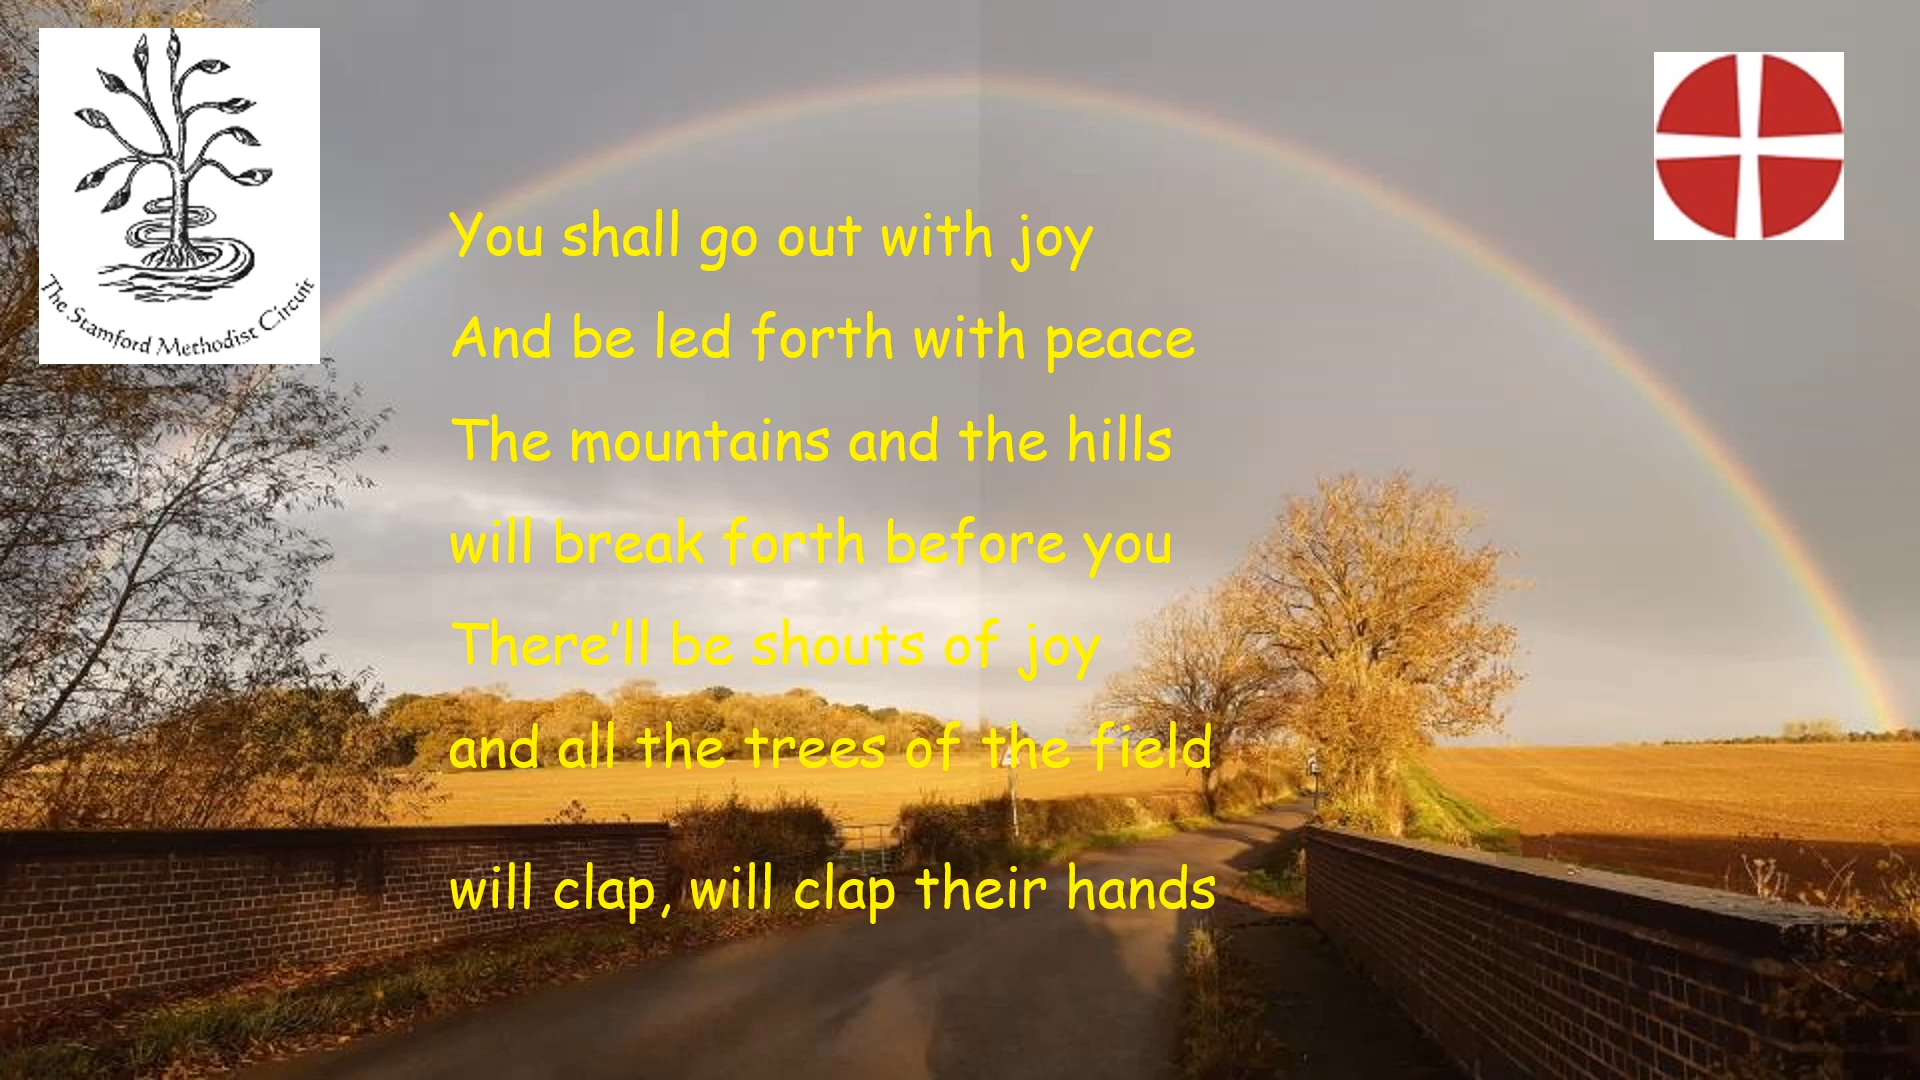 The Stamford Methodist Circuit
You shall go out with joy
And be led forth with peace
The mountains and the hills
will break forth before you
There’ll be shouts of joy
and all the trees of the field
will clap, will clap their hands